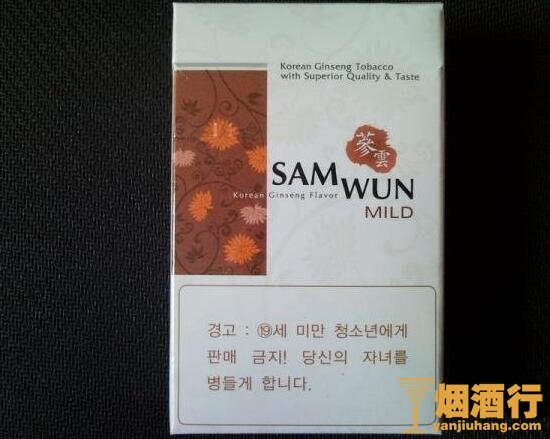 Korean Ginseng Tobacco
with Superior Quality & Taste
蔘雲
SAM WUN
Korean Ginseng Flavor
MILD
경고 : ⑲세 미만 청소년에게
판매 금지! 당신의 자녀를
병들게 합니다.
烟酒行
yanjiuhang.com